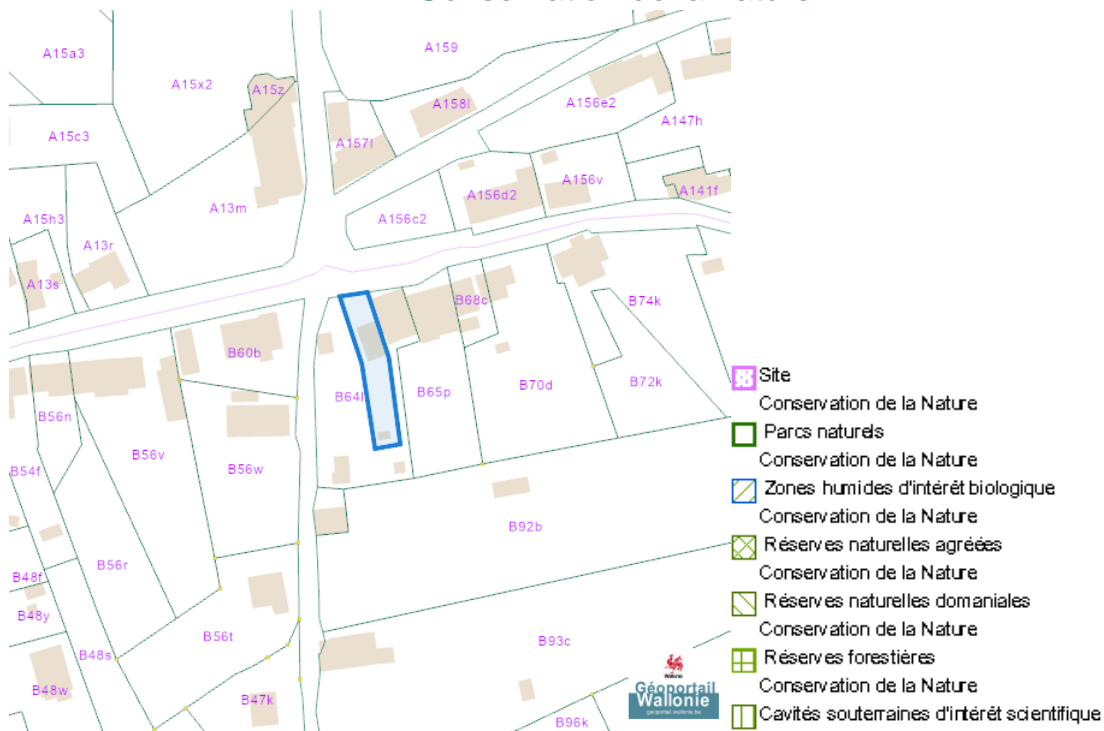 A15a3
A159
A15x2
A15z
A158l
A156e2
A147h
A15c3
A157l
A156d2
A156v
A141f
A15h3
A13m
A156c2
A13r
A13s
B68c
B74k
B60b
B64l
B65p
B70d
B72k
B56n
B56v
B54f
B56w
B92b
B56r
B48f
B48y
B56t
B48s
B93c
B48w
B47k
B96k
Wallonie
Géoportail
Wallonie
geoportail.wallonie.be
Site
Conservation de la Nature
Parcs naturels
Conservation de la Nature
Zones humides d'intérêt biologique
Conservation de la Nature
Réserves naturelles agréées
Conservation de la Nature
Réserves naturelles domaniales
Conservation de la Nature
Réserves forestières
Conservation de la Nature
Cavités souterraines d'intérêt scientifique